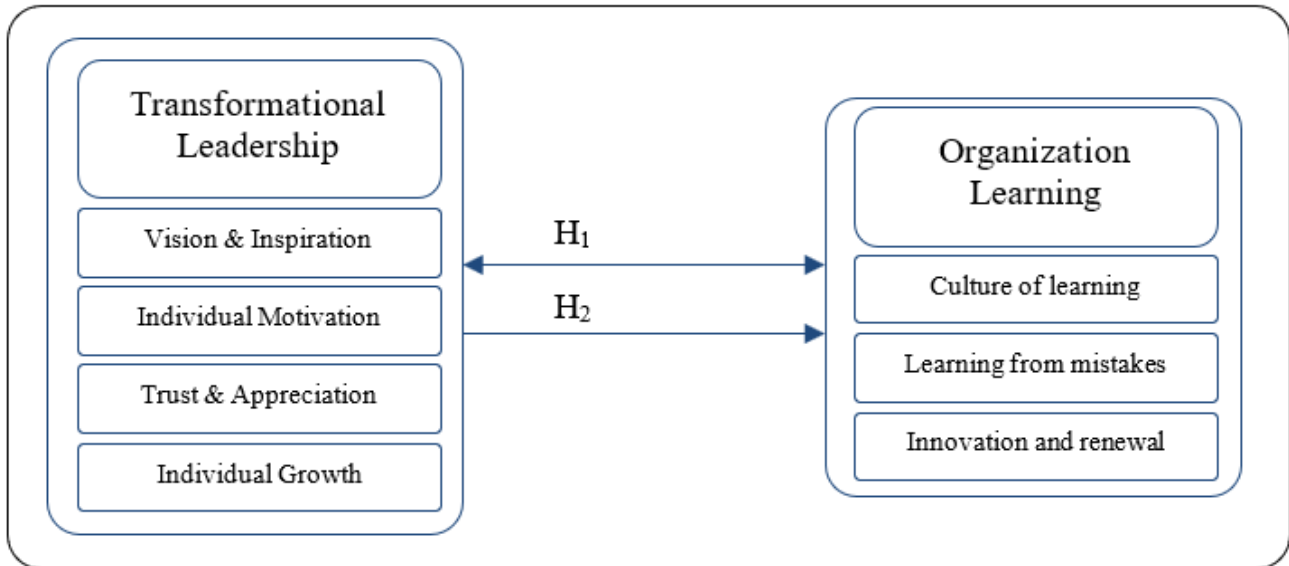 Transformational
Leadership
Vision & Inspiration
Individual Motivation
Trust & Appreciation
Individual Growth
H₁
H₂
Organization
Learning
Culture of learning
Learning from mistakes
Innovation and renewal